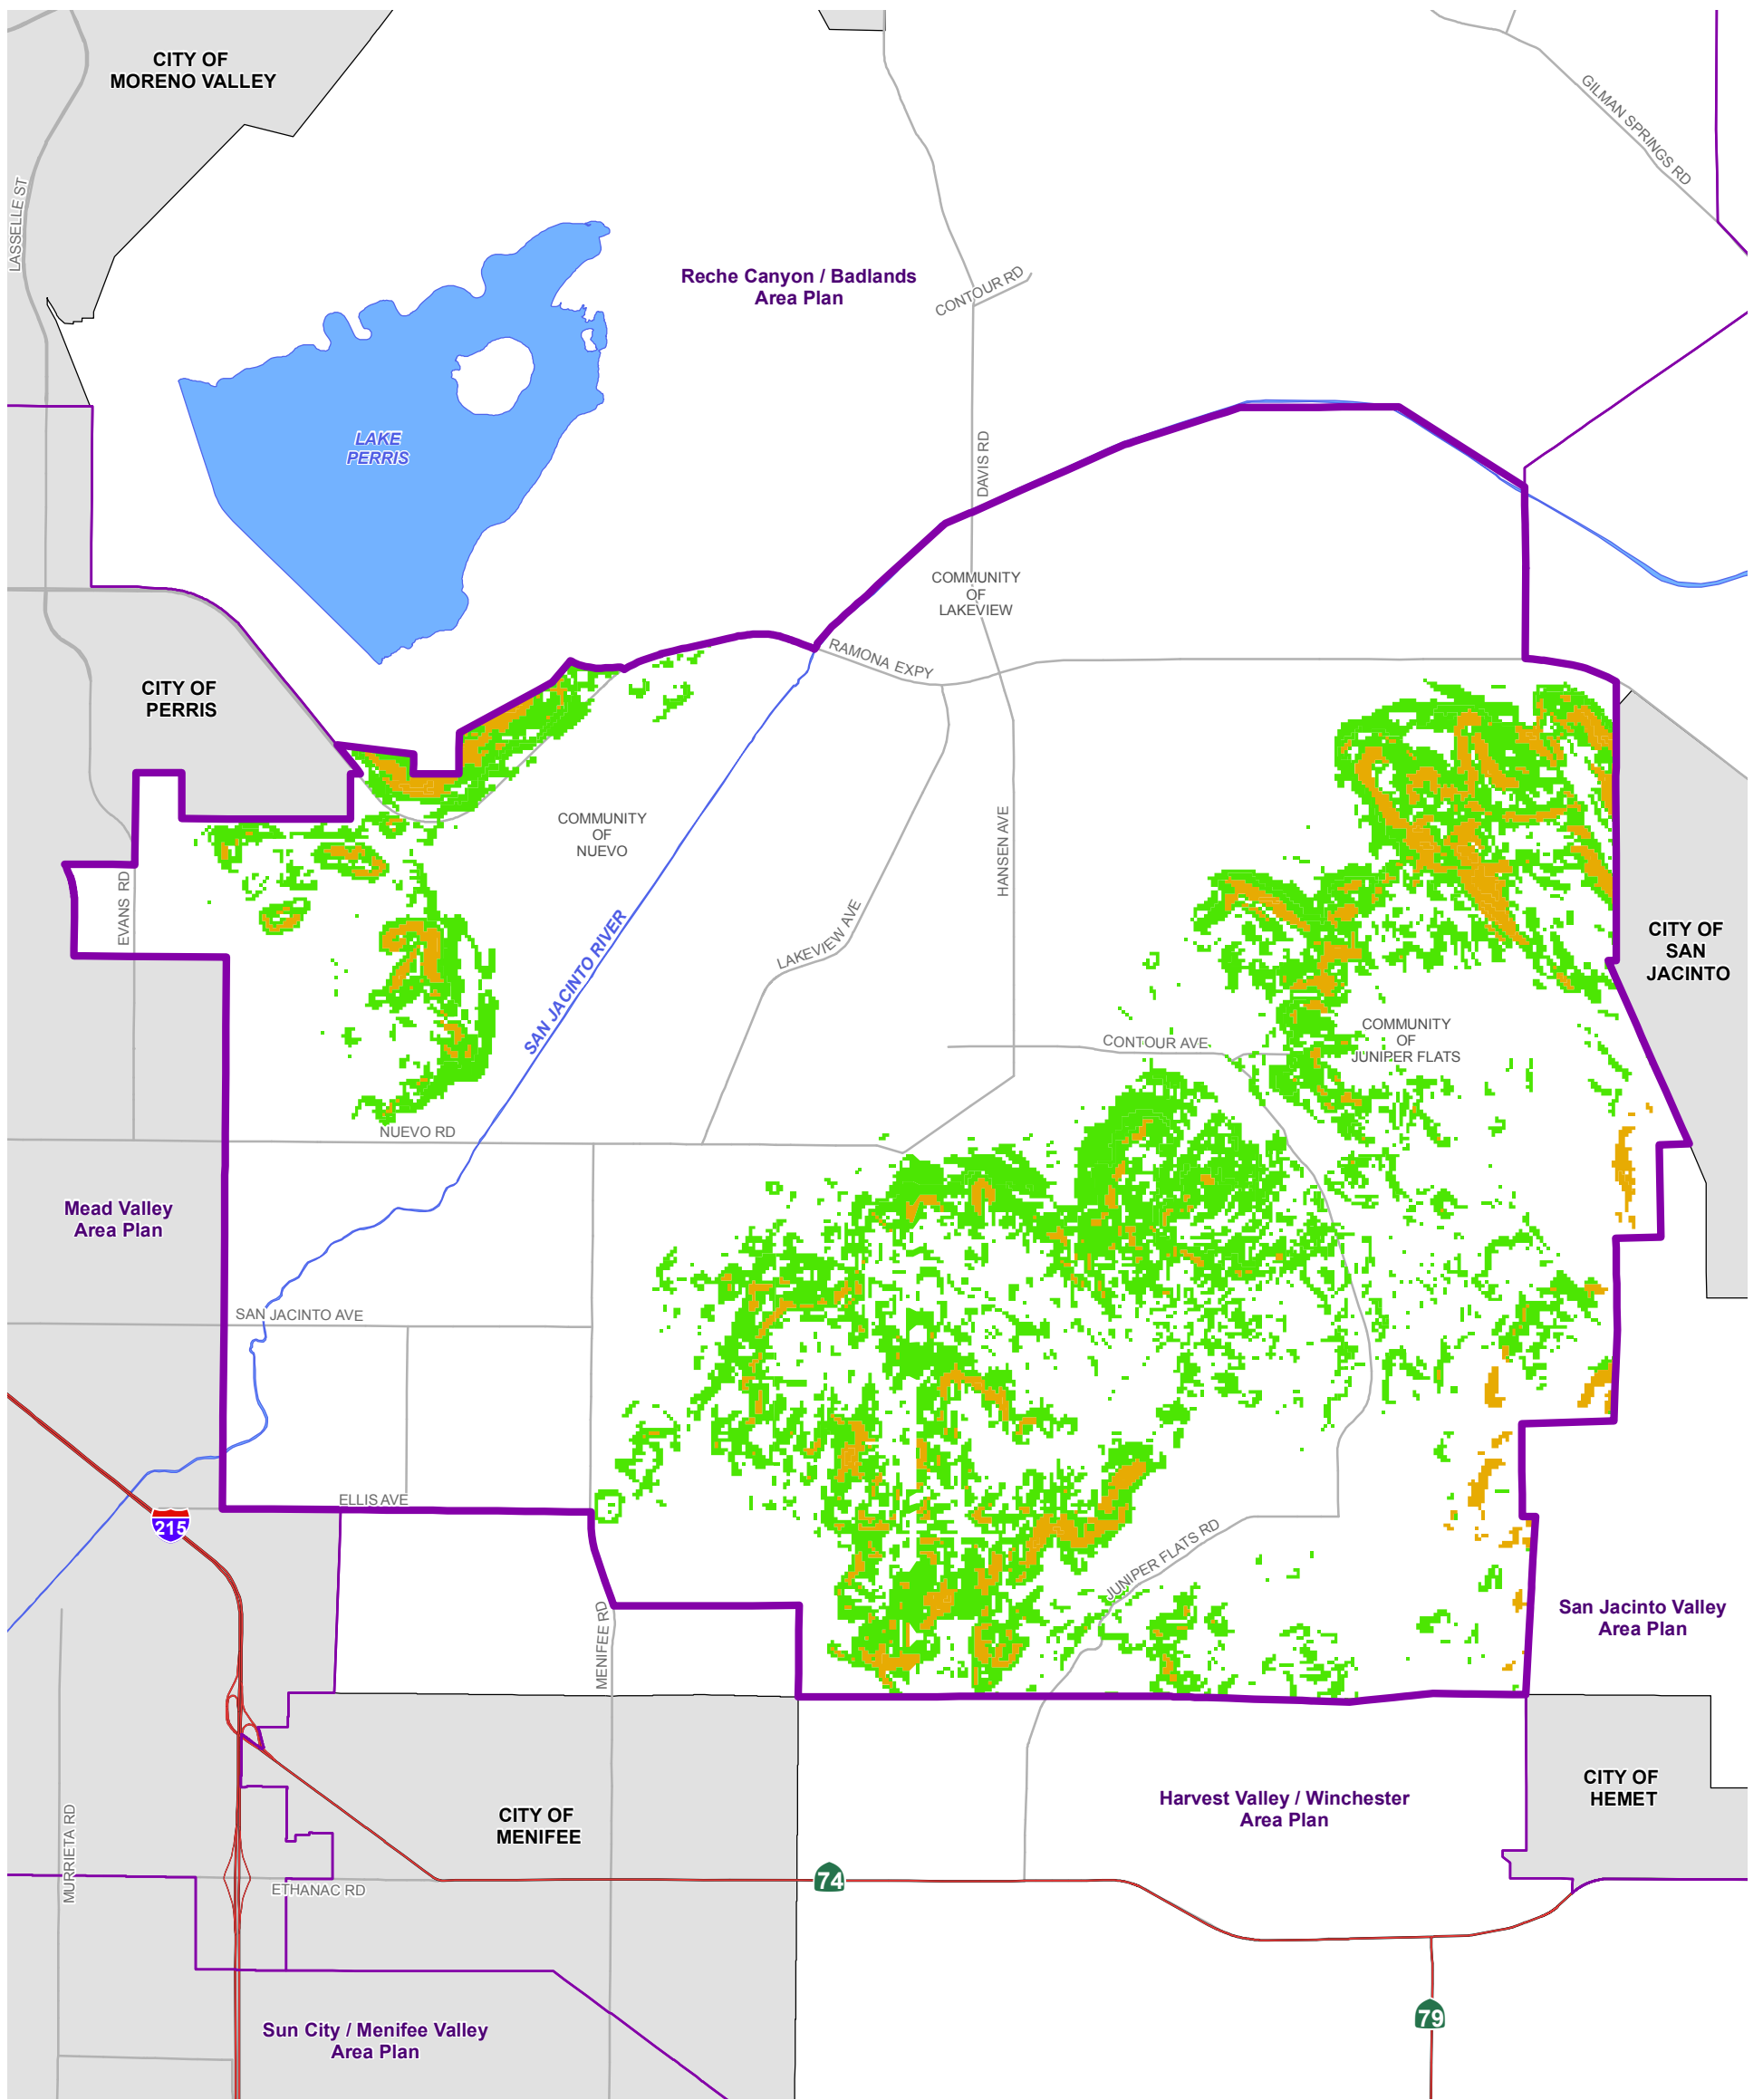 CITY OF
MORENO VALLEY
GILMAN SPRINGS RD
LASSELLE ST
Reche Canyon / Badlands
Area Plan
CONTOUR RD
LAKE
PERRIS
DAVIS RD
COMMUNITY
OF
LAKEVIEW
RAMONA EXPY
CITY OF
PERRIS
COMMUNITY
OF
NUEVO
HANSEN AVE
EVANS RD
LAKEVIEW AVE
SAN JACINTO RIVER
CITY OF
SAN
JACINTO
COMMUNITY
OF
JUNIPER FLATS
CONTOUR AVE
NUEVO RD
Mead Valley
Area Plan
SAN JACINTO AVE
ELLIS AVE
215
JUNIPER FLATS RD
MENIFEE RD
San Jacinto Valley
Area Plan
CITY OF
HEMET
Harvest Valley / Winchester
Area Plan
CITY OF
MENIFEE
MURRIETA RD
74
ETHANAC RD
79
Sun City / Menifee Valley
Area Plan